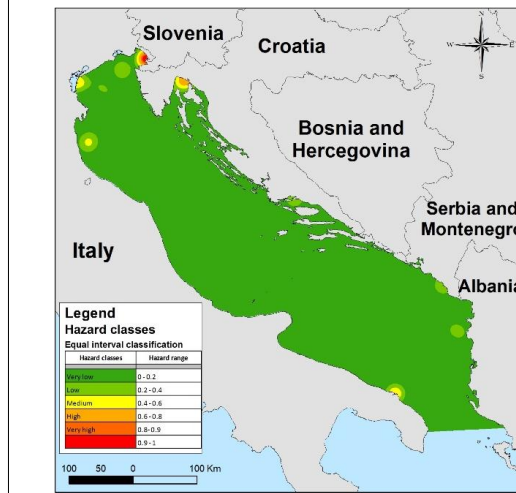 Slovenia
Croatia
N
W
E
S
Bosnia and
Hercegovina
Serbia and
Montenegro
Italy
Albania
Legend
Hazard classes
Equal interval classification
Hazard classes Hazard range
Very low 0 - 0.2
Low 0.2 - 0.4
Medium 0.4 - 0.6
High 0.6 - 0.8
Very high 0.8-0.9
0.9 - 1
100 50 0 100 Km